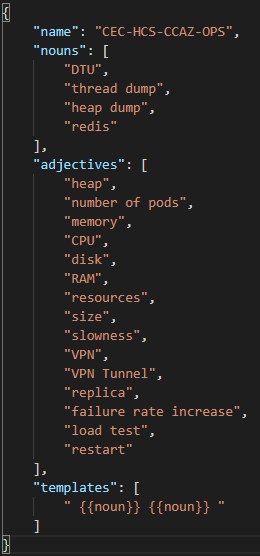 {
"name": "CEC-HCS-CCAZ-OPS",
"nouns": [
"DTU",
"thread dump",
"heap dump",
"redis"
],
"adjectives": [
"heap",
"number of pods",
"memory",
"CPU",
"disk",
"RAM",
"resources",
"size",
"slowness",
"VPN",
"VPN Tunnel",
"replica",
"failure rate increase",
"load test",
"restart"
],
"templates": [
" {{noun}} {{noun}} "
]
}